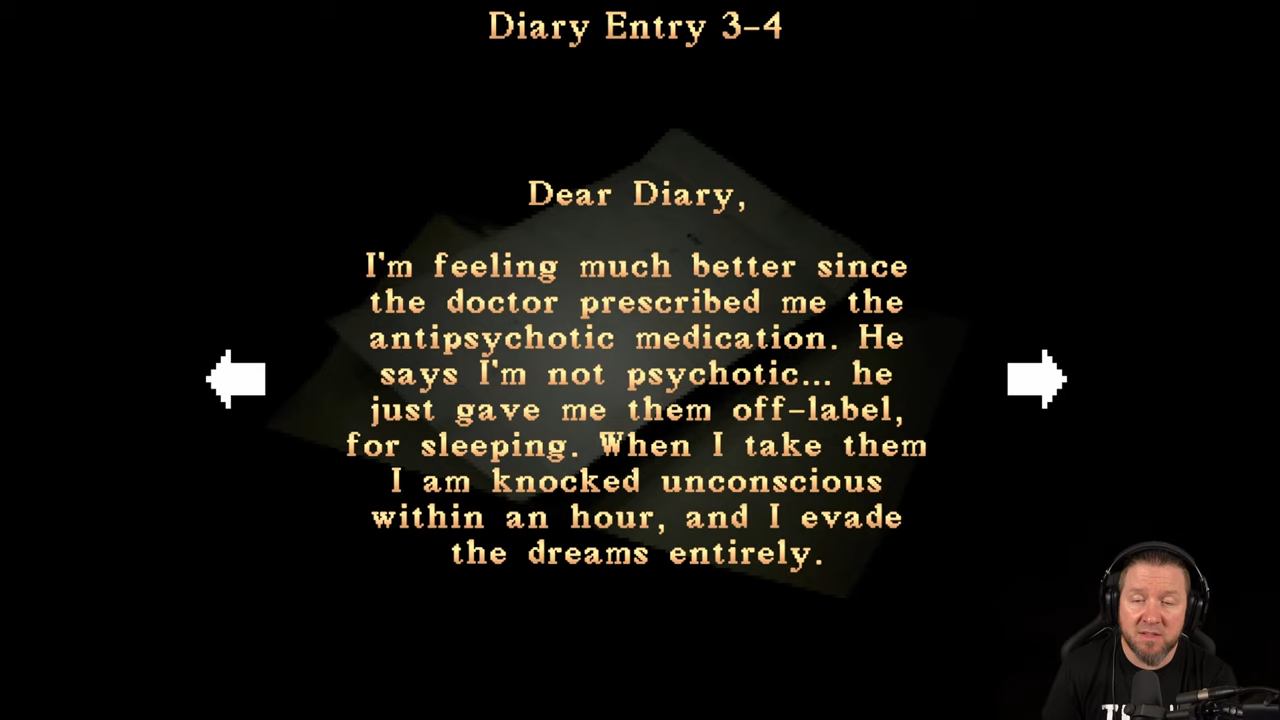 Diary Entry 3-4
Dear Diary,
I'm feeling much better since
the doctor prescribed me the
antipsychotic medication. He
says I'm not psychotic... he
just gave me them off-label,
for sleeping. When I take them
I am knocked unconscious
within an hour, and I evade
the dreams entirely.